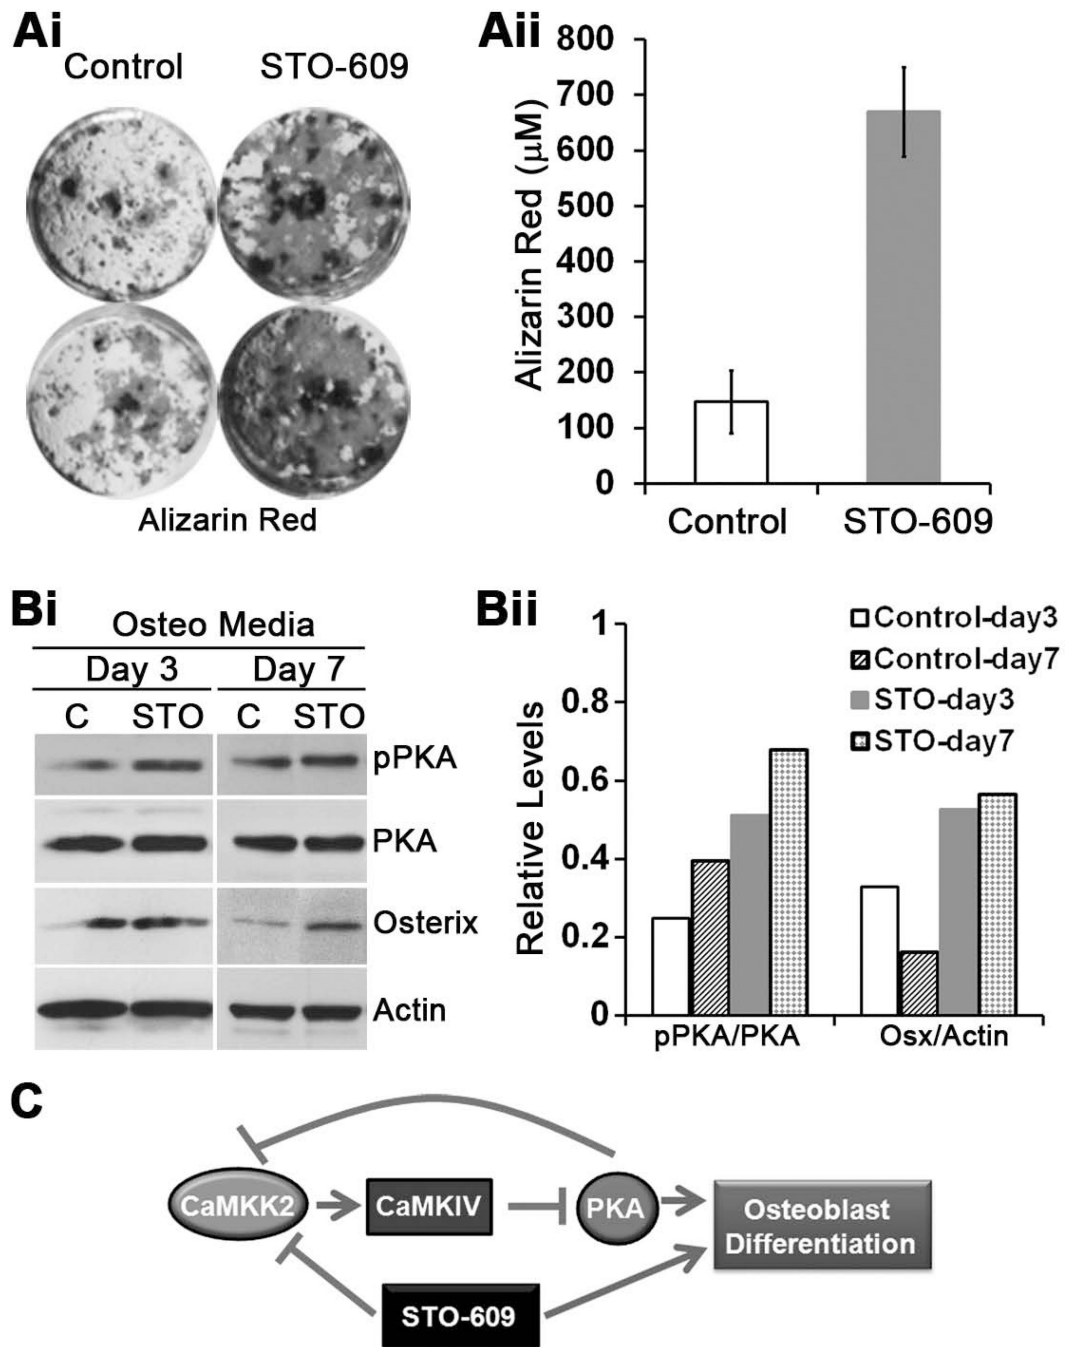 Ai
Control STO-609
Alizarin Red
Aii
Alizarin Red (μM)
800
700
600
500
400
300
200
100
0
Control STO-609
Bi
Osteo Media
Day 3 Day 7
C STO C STO
pPKA
PKA
Osterix
Actin
Bii
Relative Levels
1
0.8
0.6
0.4
0.2
0
Control-day3
Control-day7
STO-day3
STO-day7
pPKA/PKA Osx/Actin
C
CaMKK2 CaMKIV PKA
Osteoblast
Differentiation
STO-609